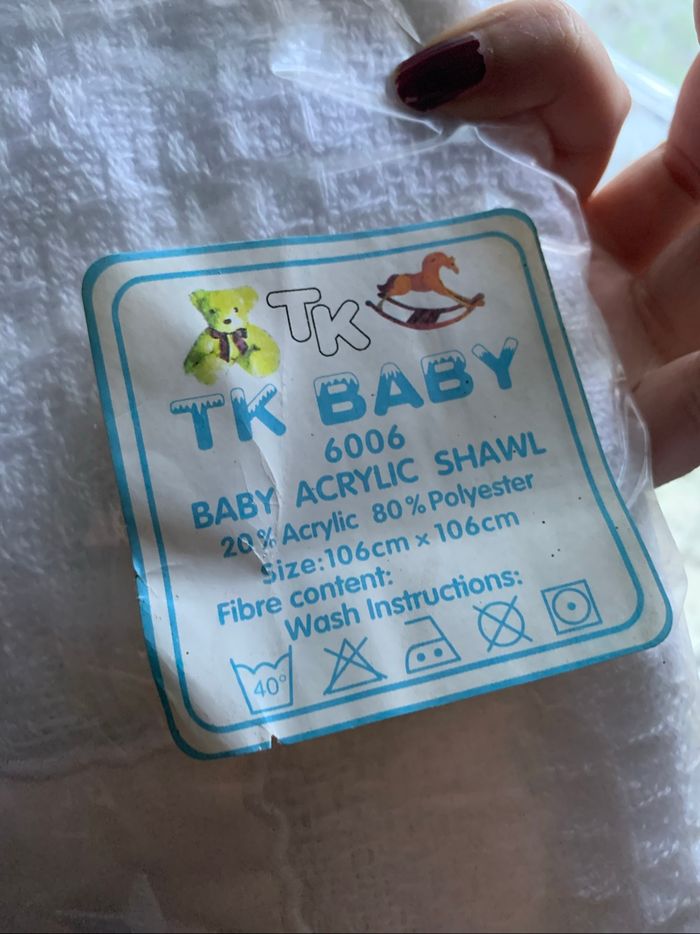 TK
TK BABY
6006
BABY ACRYLIC SHAWL
20% Acrylic 80% Polyester
Size: 106cm × 106cm
Fibre content:
Wash Instructions:
40°